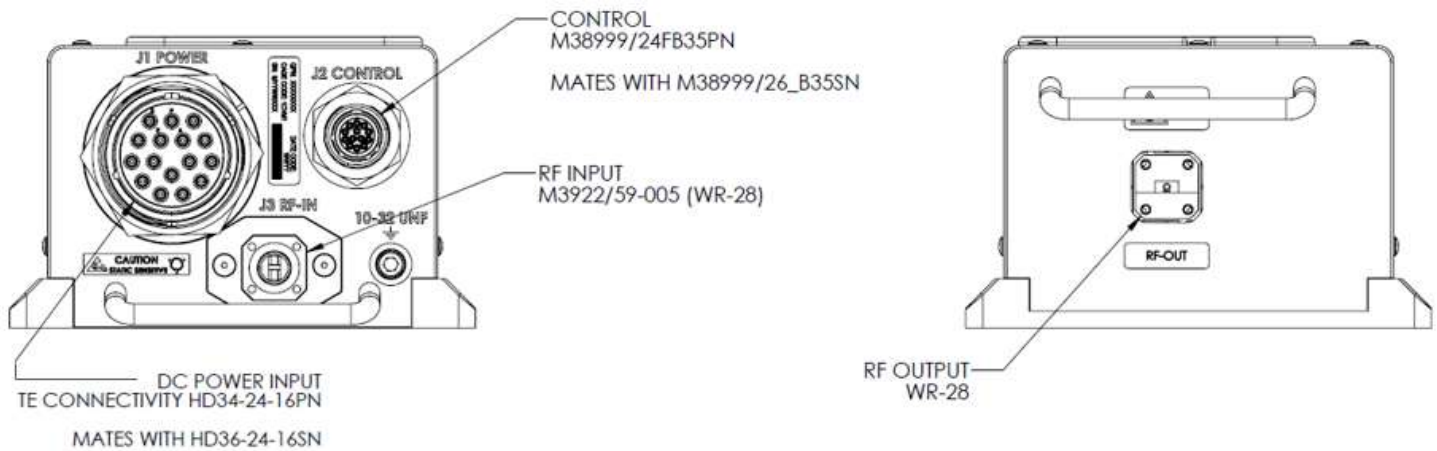 CONTROL
M38999/24FB35PN
MATES WITH M38999/26_B35SN
J1 POWER
J2 CONTROL
RF INPUT
M3922/59-005 (WR-28)
J3 RF-IN
10-32 UNF
CAUTION
STATIC SENSITIVE
DC POWER INPUT
TE CONNECTIVITY HD34-24-16PN
MATES WITH HD36-24-16SN
RF-OUT
RF OUTPUT
WR-28